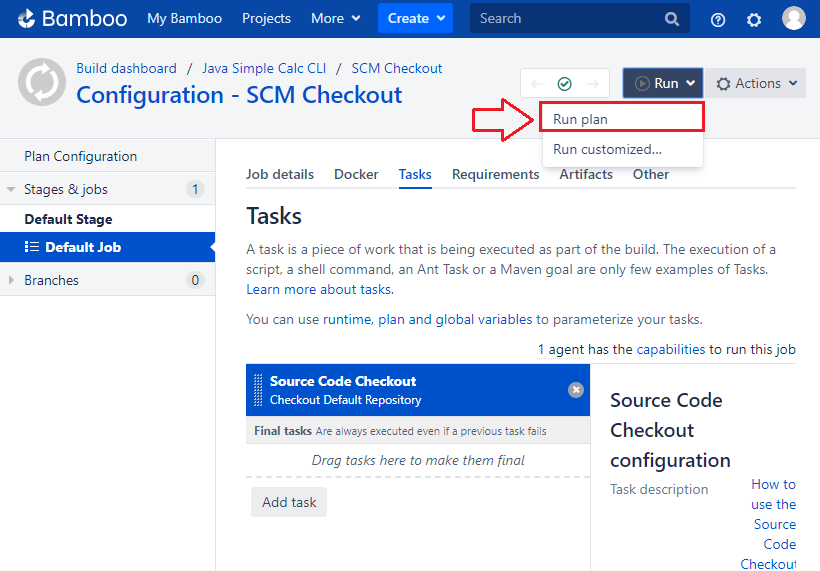 Bamboo My Bamboo Projects More Create Search
Build dashboard / Java Simple Calc CLI / SCM Checkout
Configuration - SCM Checkout
Run
Actions
Run plan
Run customized...
Plan Configuration
Stages & jobs 1
Default Stage
Default Job
Branches 0
Job details Docker Tasks Requirements Artifacts Other
Tasks
A task is a piece of work that is being executed as part of the build. The execution of a
script, a shell command, an Ant Task or a Maven goal are only few examples of Tasks.
Learn more about tasks.
You can use runtime, plan and global variables to parameterize your tasks.
1 agent has the capabilities to run this job
Source Code Checkout
Checkout Default Repository
Final tasks Are always executed even if a previous task fails
Drag tasks here to make them final
Add task
Source Code
Checkout
configuration
Task description
How to
use the
Source
Code
Checkout